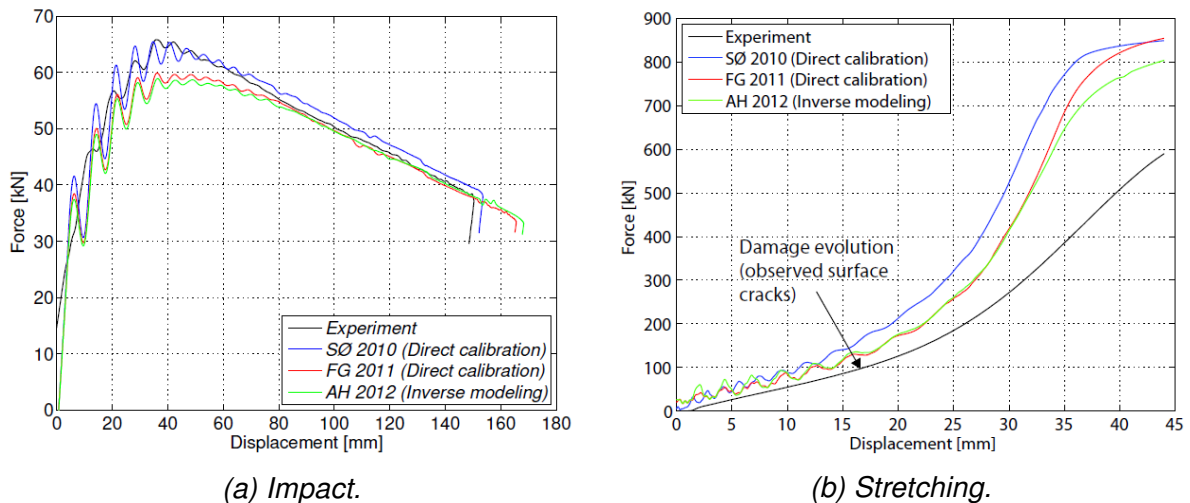 70
60
50
40
30
20
10
0
Force [kN]
0 20 40 60 80 100 120 140 160 180
Displacement [mm]
Experiment
SØ 2010 (Direct calibration)
FG 2011 (Direct calibration)
AH 2012 (Inverse modeling)
(a) Impact.
900
800
700
600
500
400
300
200
100
0
Force [kN]
0 5 10 15 20 25 30 35 40 45
Displacement [mm]
Experiment
SØ 2010 (Direct calibration)
FG 2011 (Direct calibration)
AH 2012 (Inverse modeling)
Damage evolution
(observed surface
cracks)
(b) Stretching.